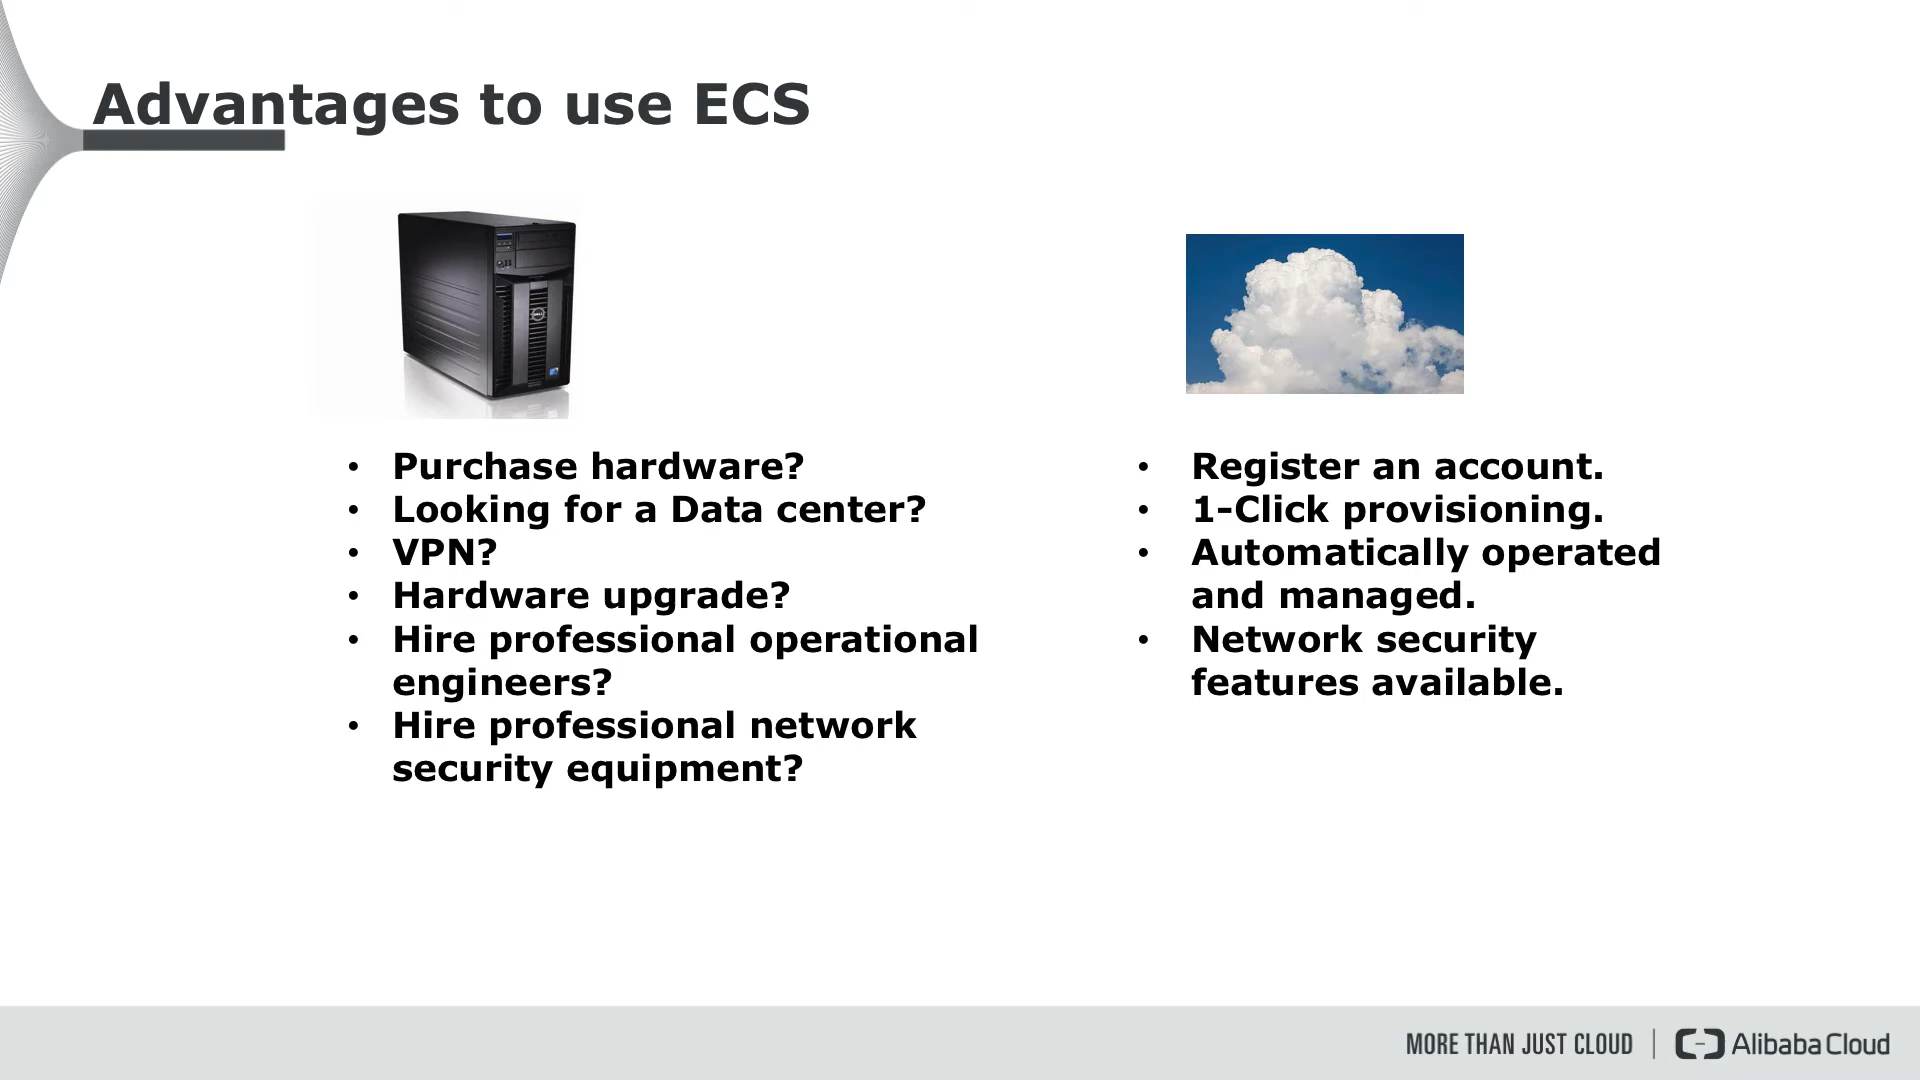 Advantages to use ECS
• Purchase hardware?
• Looking for a Data center?
• VPN?
• Hardware upgrade?
• Hire professional operational
engineers?
• Hire professional network
security equipment?
• Register an account.
• 1-Click provisioning.
• Automatically operated
and managed.
• Network security
features available.
MORE THAN JUST CLOUD | Alibaba Cloud